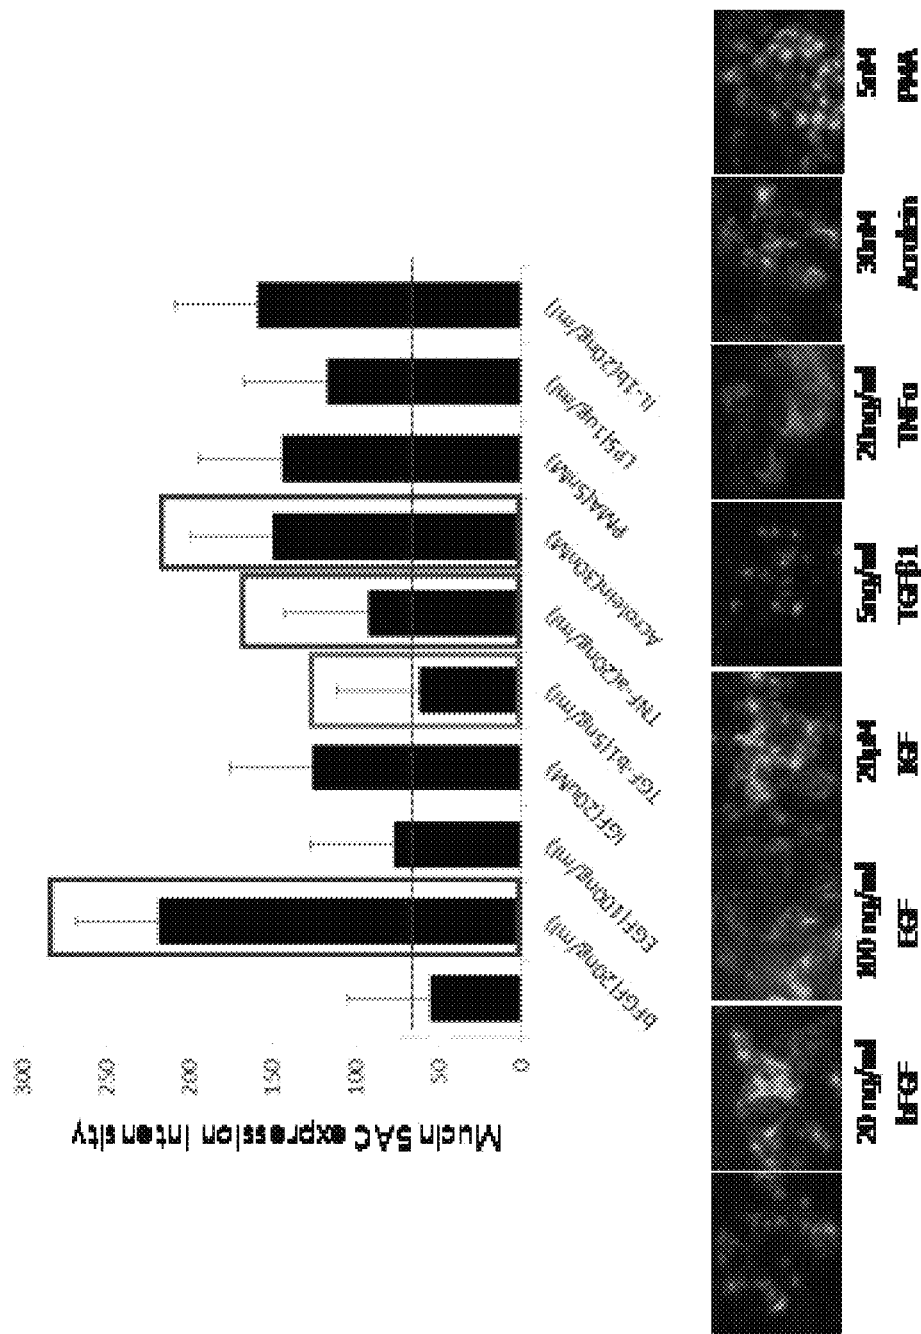 Mucin 5AC expression intensity
300
250
200
150
100
50
0
bFGF(20ng/ml)
EGF(100ng/ml)
IGF(20uM)
TGF-b1(5ng/ml)
TNF-a(20ng/ml)
Acrolein(30nM)
PMA(5nM)
LPS(1ug/ml)
IL-1b(20ng/ml)
20 ng/ml
bFGF
100 ng/ml
EGF
20μM
IGF
5ng/ml
TGFβ1
20ng/ml
TNFα
30nM
Acrolein
5nM
PMA